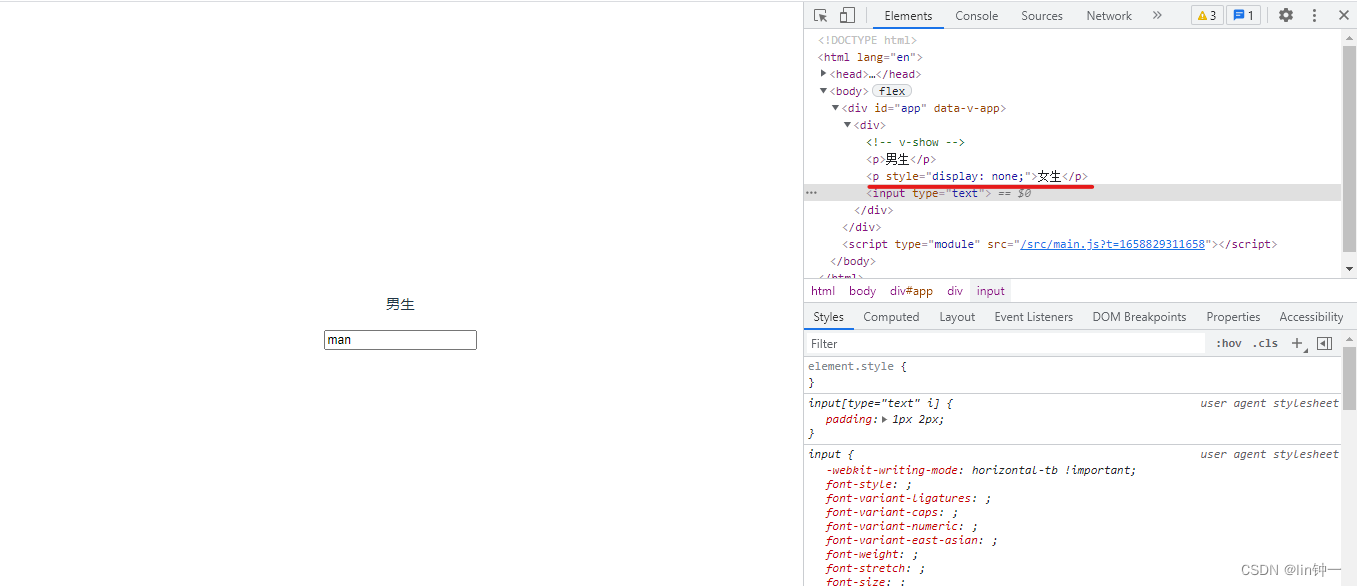 男生
man
Elements Console Sources Network » 3 1
<!DOCTYPE html>
<html lang="en">
<head>…</head>
<body> flex
<div id="app" data-v-app>
<div>
<!-- v-show -->
<p>男生</p>
<p style="display: none;">女生</p>
<input type="text"> == $0
</div>
</div>
<script type="module" src="/src/main.js?t=1658829311658"></script>
</body>
</html>
html body div#app div input
Styles Computed Layout Event Listeners DOM Breakpoints Properties Accessibility
Filter :hov .cls +
element.style {
}
input[type="text" i] { user agent stylesheet
padding: 1px 2px;
}
input { user agent stylesheet
-webkit-writing-mode: horizontal-tb !important;
font-style: ;
font-variant-ligatures: ;
font-variant-caps: ;
font-variant-numeric: ;
font-variant-east-asian: ;
font-weight: ;
font-stretch: ;
font-size: ;
CSDN @lin钟一